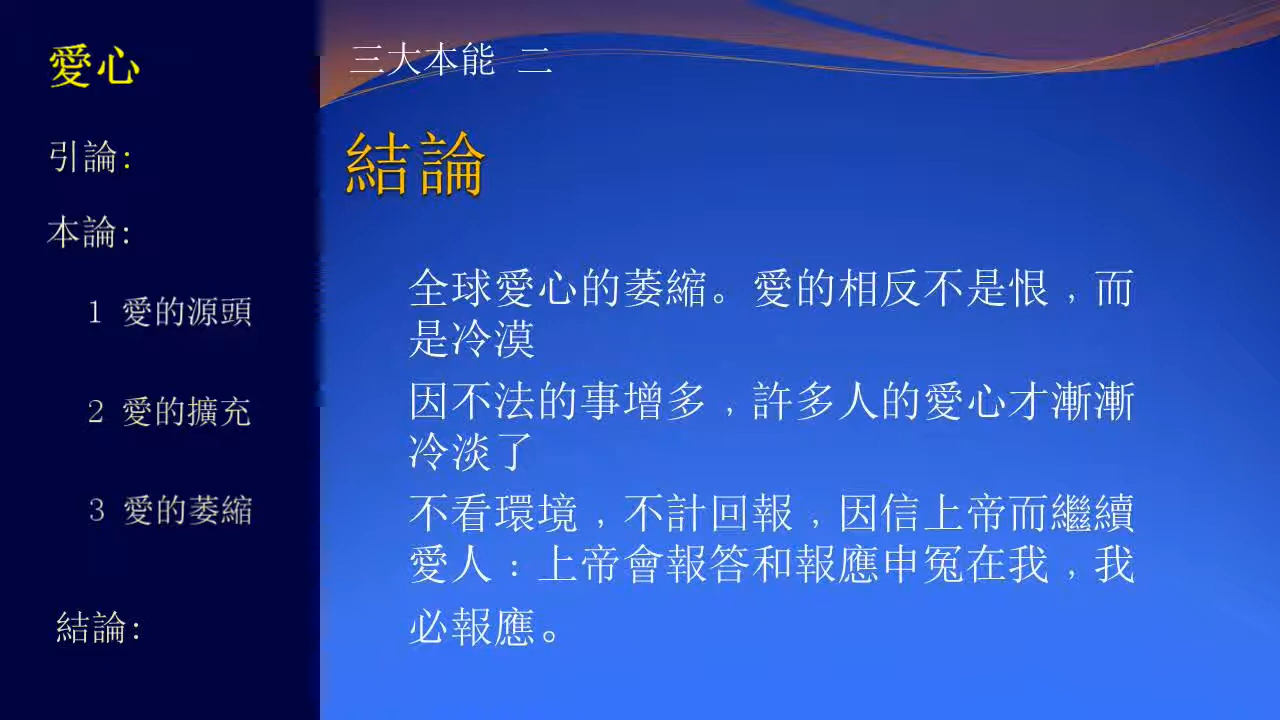 愛心
引論:
本論:
1 愛的源頭
2 愛的擴充
3 愛的萎縮
結論:
三大本能 二
結論
全球愛心的萎縮。愛的相反不是恨，而
是冷漠
因不法的事增多，許多人的愛心才漸漸
冷淡了
不看環境，不計回報，因信上帝而繼續
愛人：上帝會報答和報應申冤在我，我
必報應。